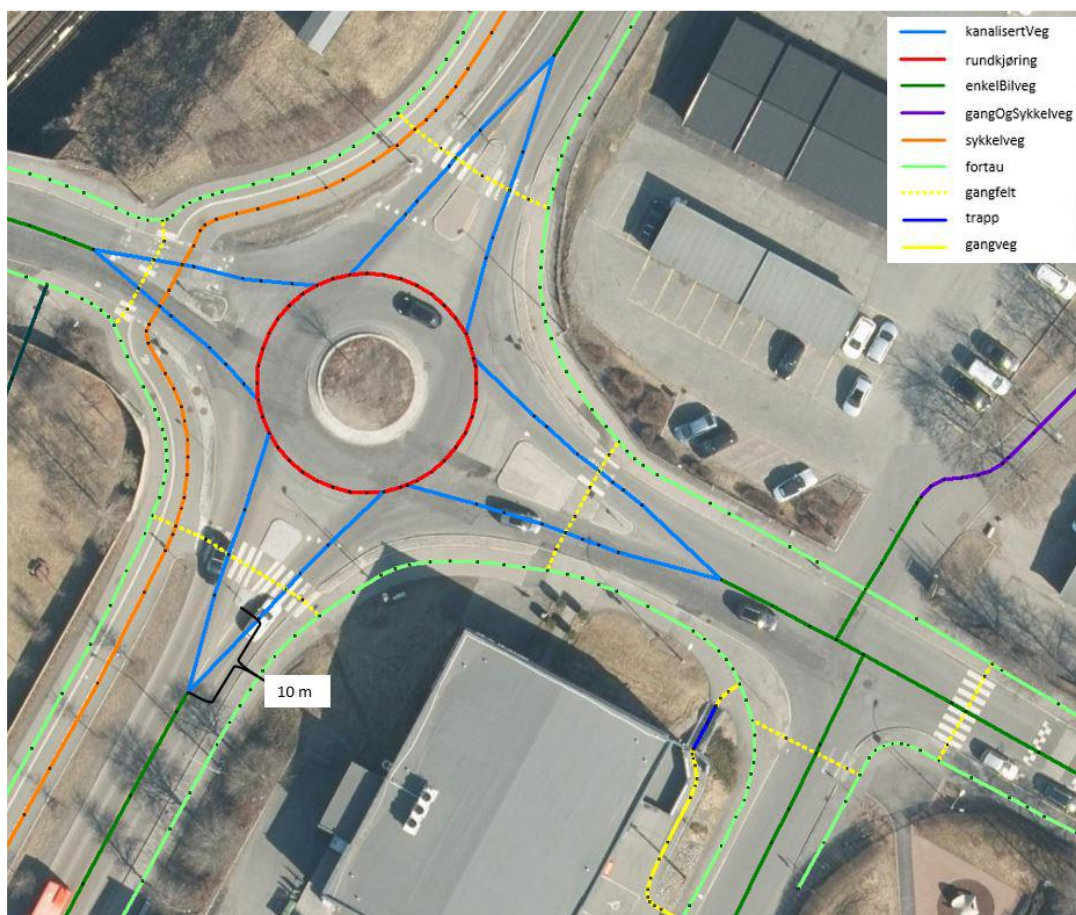 kanalisertVeg
rundkjøring
enkelBilveg
gangOgSykkelveg
sykkelveg
fortau
gangfelt
trapp
gangveg
10 m